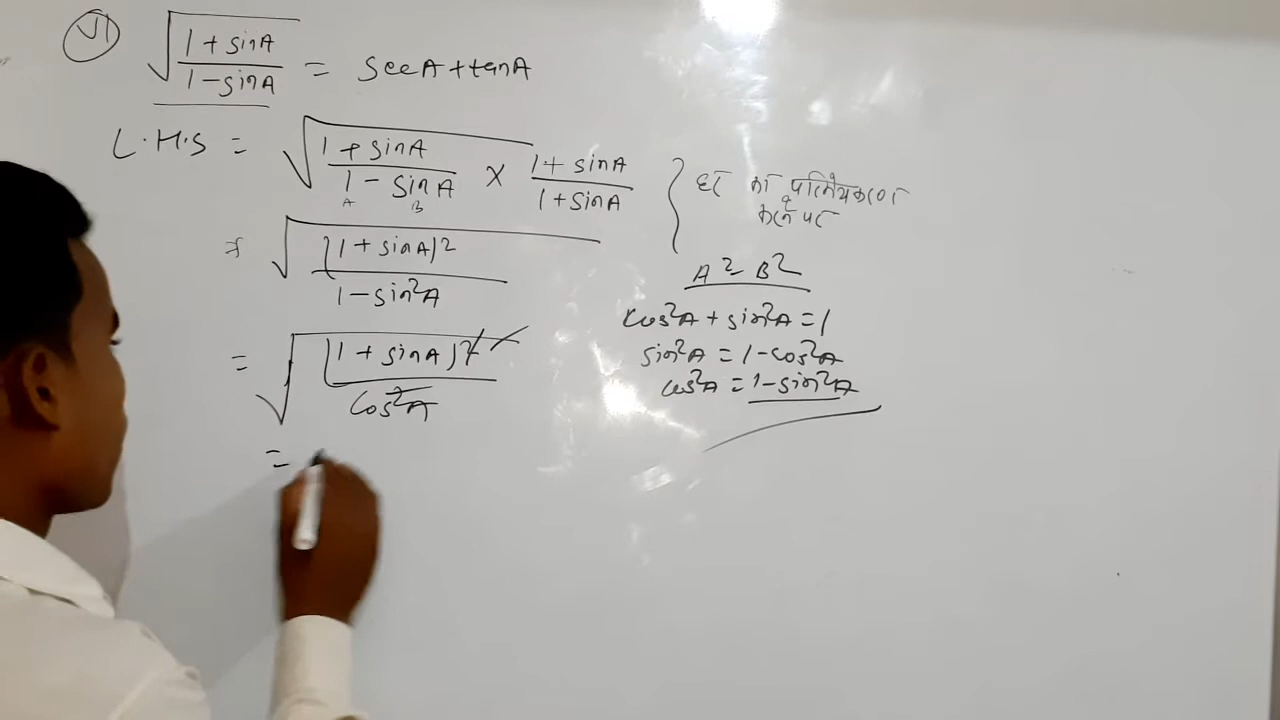 VI √(1+sinA / 1-sinA) = secA+tanA
L.H.S = √(1+sinA / 1-sinA × 1+sinA / 1+sinA)
A B
हर का परिमेयकरण
करने पर
= √((1+sinA)² / 1-sin²A)
A²-B²
cos²A+sin²A=1
= √((1+sinA)² / cos²A)
sin²A=1-cos²A
cos²A=1-sin²A
=